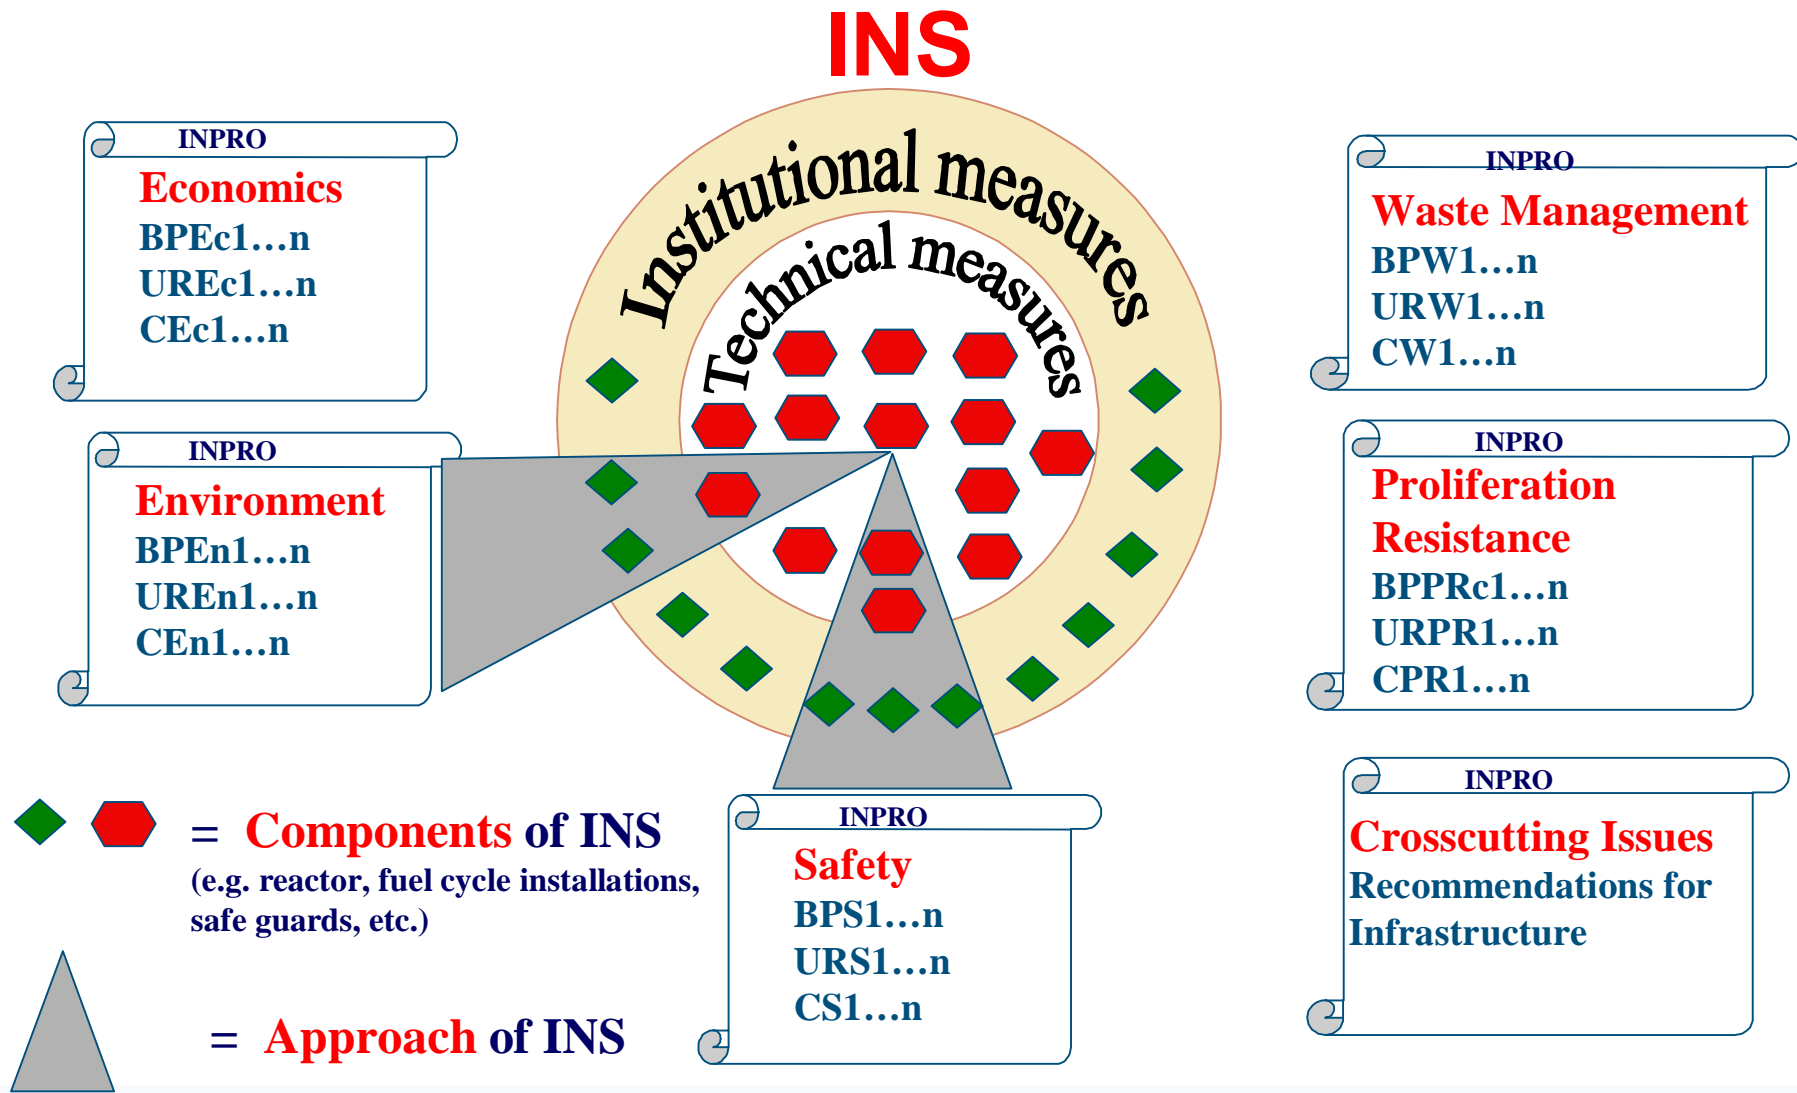 INS
Institutional measures
Technical measures
INPRO
Economics
BPEc1…n
UREc1…n
CEc1…n
INPRO
Environment
BPEn1…n
UREn1…n
CEn1…n
INPRO
Waste Management
BPW1…n
URW1…n
CW1…n
INPRO
Proliferation
Resistance
BPPRc1…n
URPR1…n
CPR1…n
INPRO
Crosscutting Issues
Recommendations for
Infrastructure
INPRO
Safety
BPS1…n
URS1…n
CS1…n
= Components of INS
(e.g. reactor, fuel cycle installations,
safe guards, etc.)
= Approach of INS